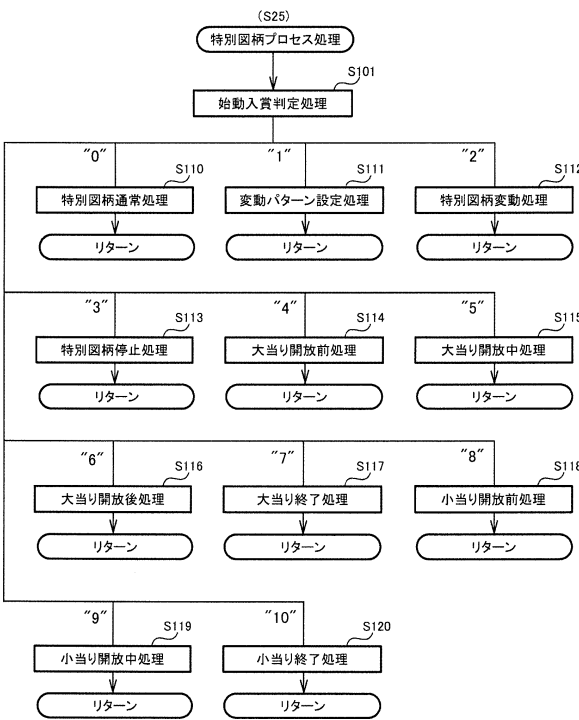 (S25)
特別図柄プロセス処理
S101
始動入賞判定処理
"0"
"1"
"2"
S110
S111
S112
特別図柄通常処理
変動パターン設定処理
特別図柄変動処理
リターン
リターン
リターン
"3"
"4"
"5"
S113
S114
S115
特別図柄停止処理
大当り開放前処理
大当り開放中処理
リターン
リターン
リターン
"6"
"7"
"8"
S116
S117
S118
大当り開放後処理
大当り終了処理
小当り開放前処理
リターン
リターン
リターン
"9"
"10"
S119
S120
小当り開放中処理
小当り終了処理
リターン
リターン